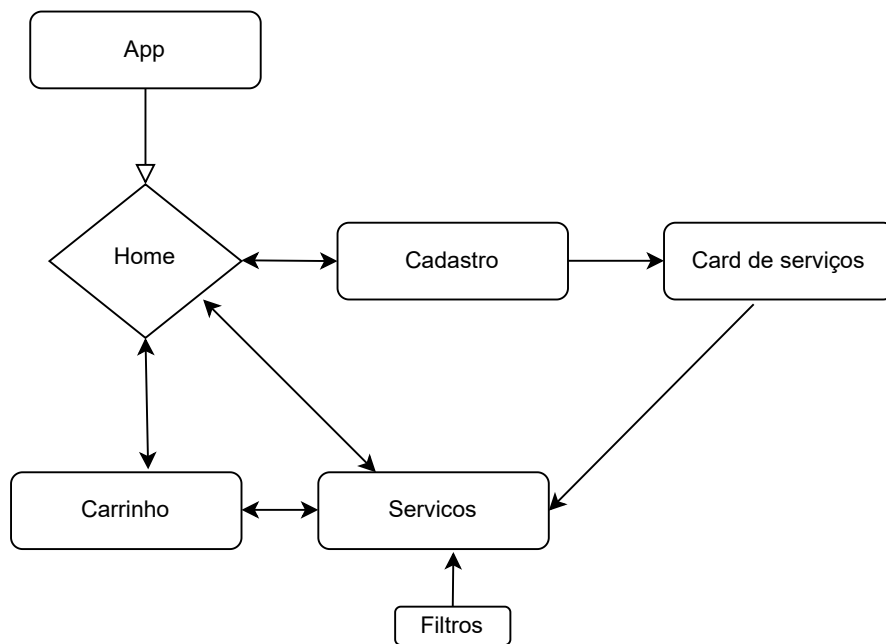 App
Home
Cadastro
Card de serviços
Carrinho
Servicos
Filtros